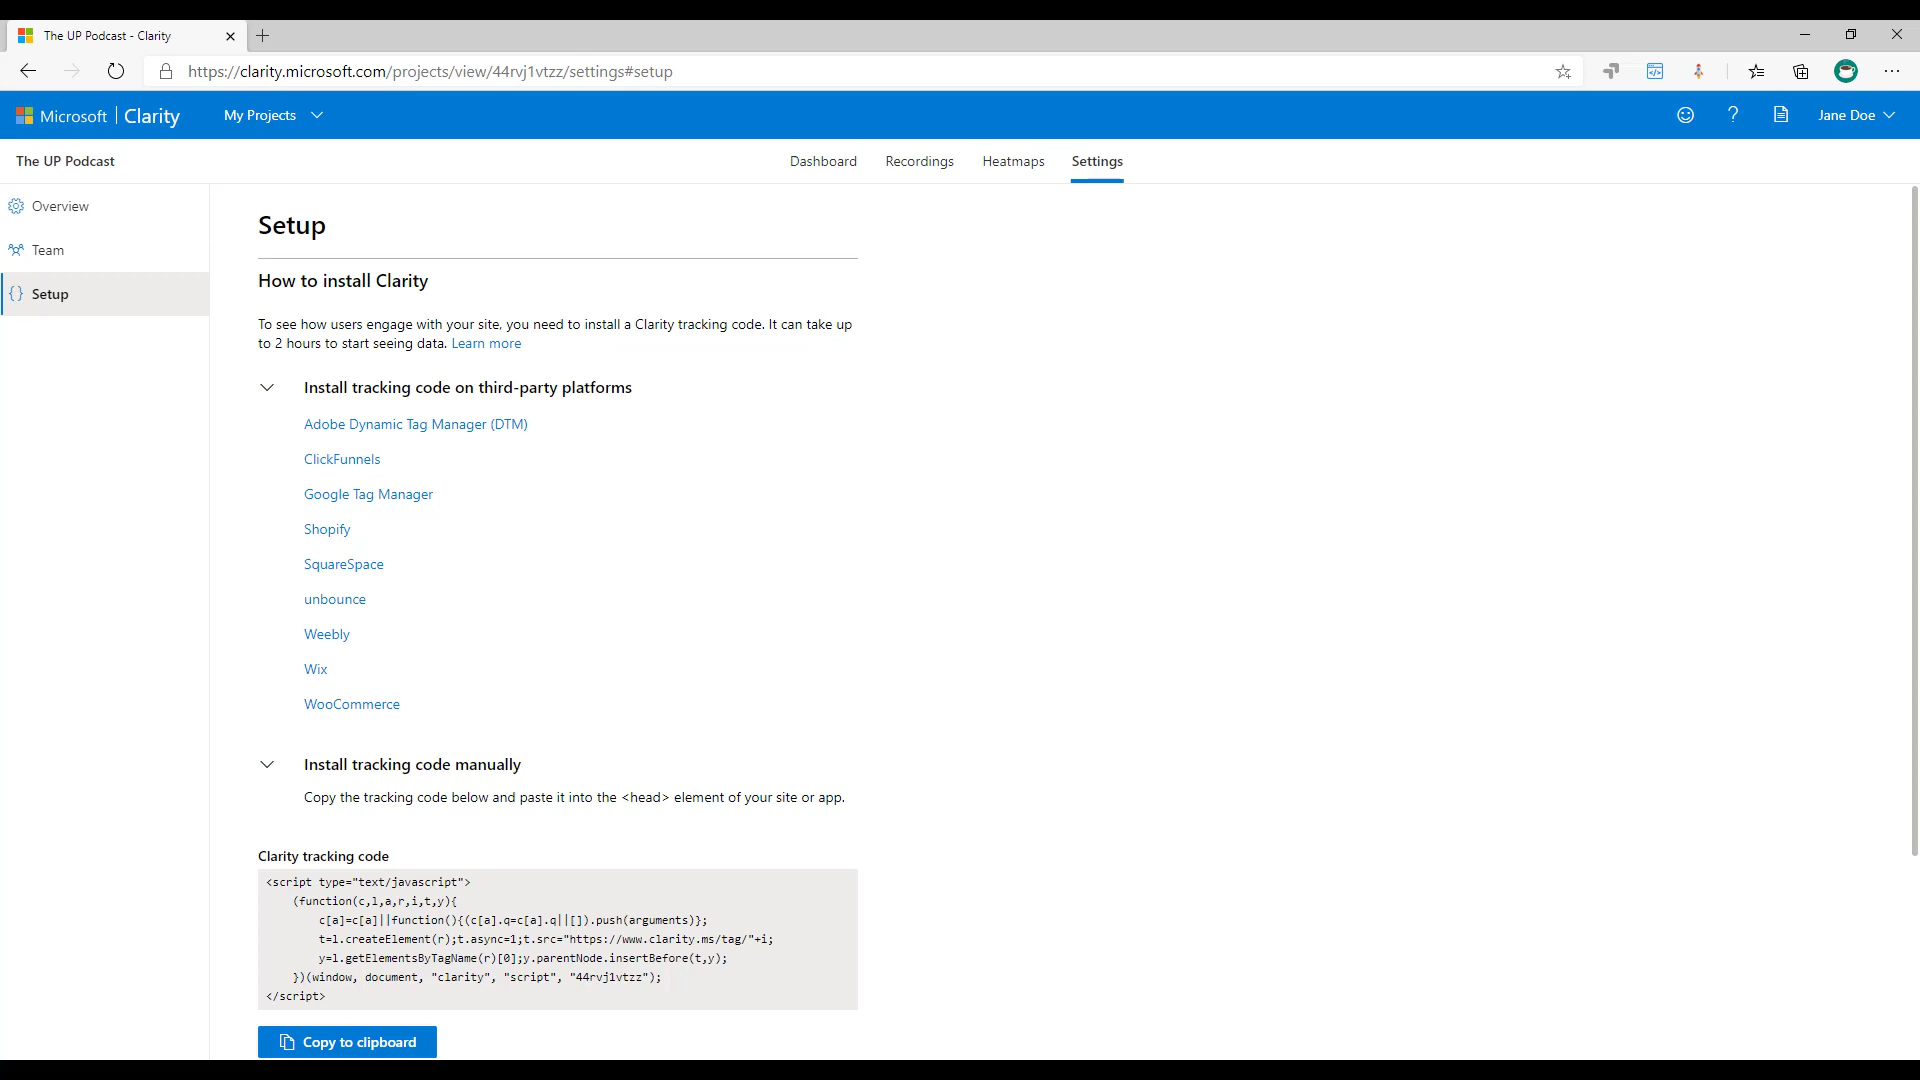 The UP Podcast - Clarity
https://clarity.microsoft.com/projects/view/44rvj1vtzz/settings#setup
Microsoft | Clarity My Projects ? Jane Doe
The UP Podcast Dashboard Recordings Heatmaps Settings
Overview
Team
{} Setup
Setup
How to install Clarity
To see how users engage with your site, you need to install a Clarity tracking code. It can take up
to 2 hours to start seeing data. Learn more
Install tracking code on third-party platforms
Adobe Dynamic Tag Manager (DTM)
ClickFunnels
Google Tag Manager
Shopify
SquareSpace
unbounce
Weebly
Wix
WooCommerce
Install tracking code manually
Copy the tracking code below and paste it into the <head> element of your site or app.
Clarity tracking code
<script type="text/javascript">
(function(c,l,a,r,i,t,y){
c[a]=c[a]||function(){(c[a].q=c[a].q||[]).push(arguments)};
t=l.createElement(r);t.async=1;t.src="https://www.clarity.ms/tag/"+i;
y=l.getElementsByTagName(r)[0];y.parentNode.insertBefore(t,y);
})(window, document, "clarity", "script", "44rvj1vtzz");
</script>
Copy to clipboard